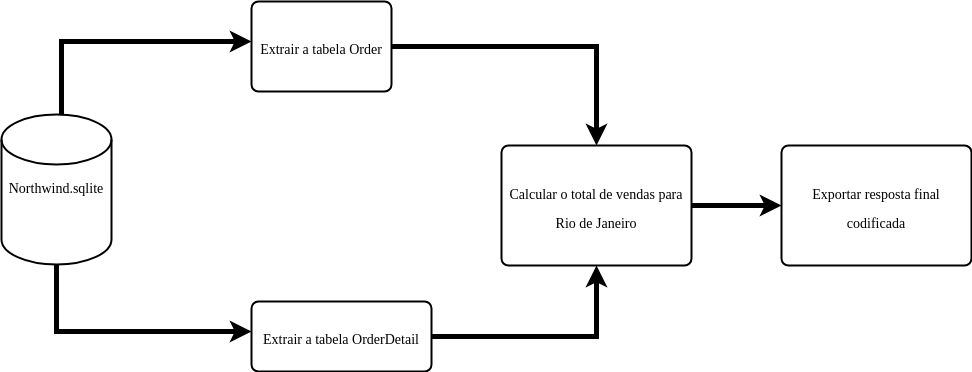 Extrair a tabela Order
Northwind.sqlite
Calcular o total de vendas para
Rio de Janeiro
Exportar resposta final
codificada
Extrair a tabela OrderDetail